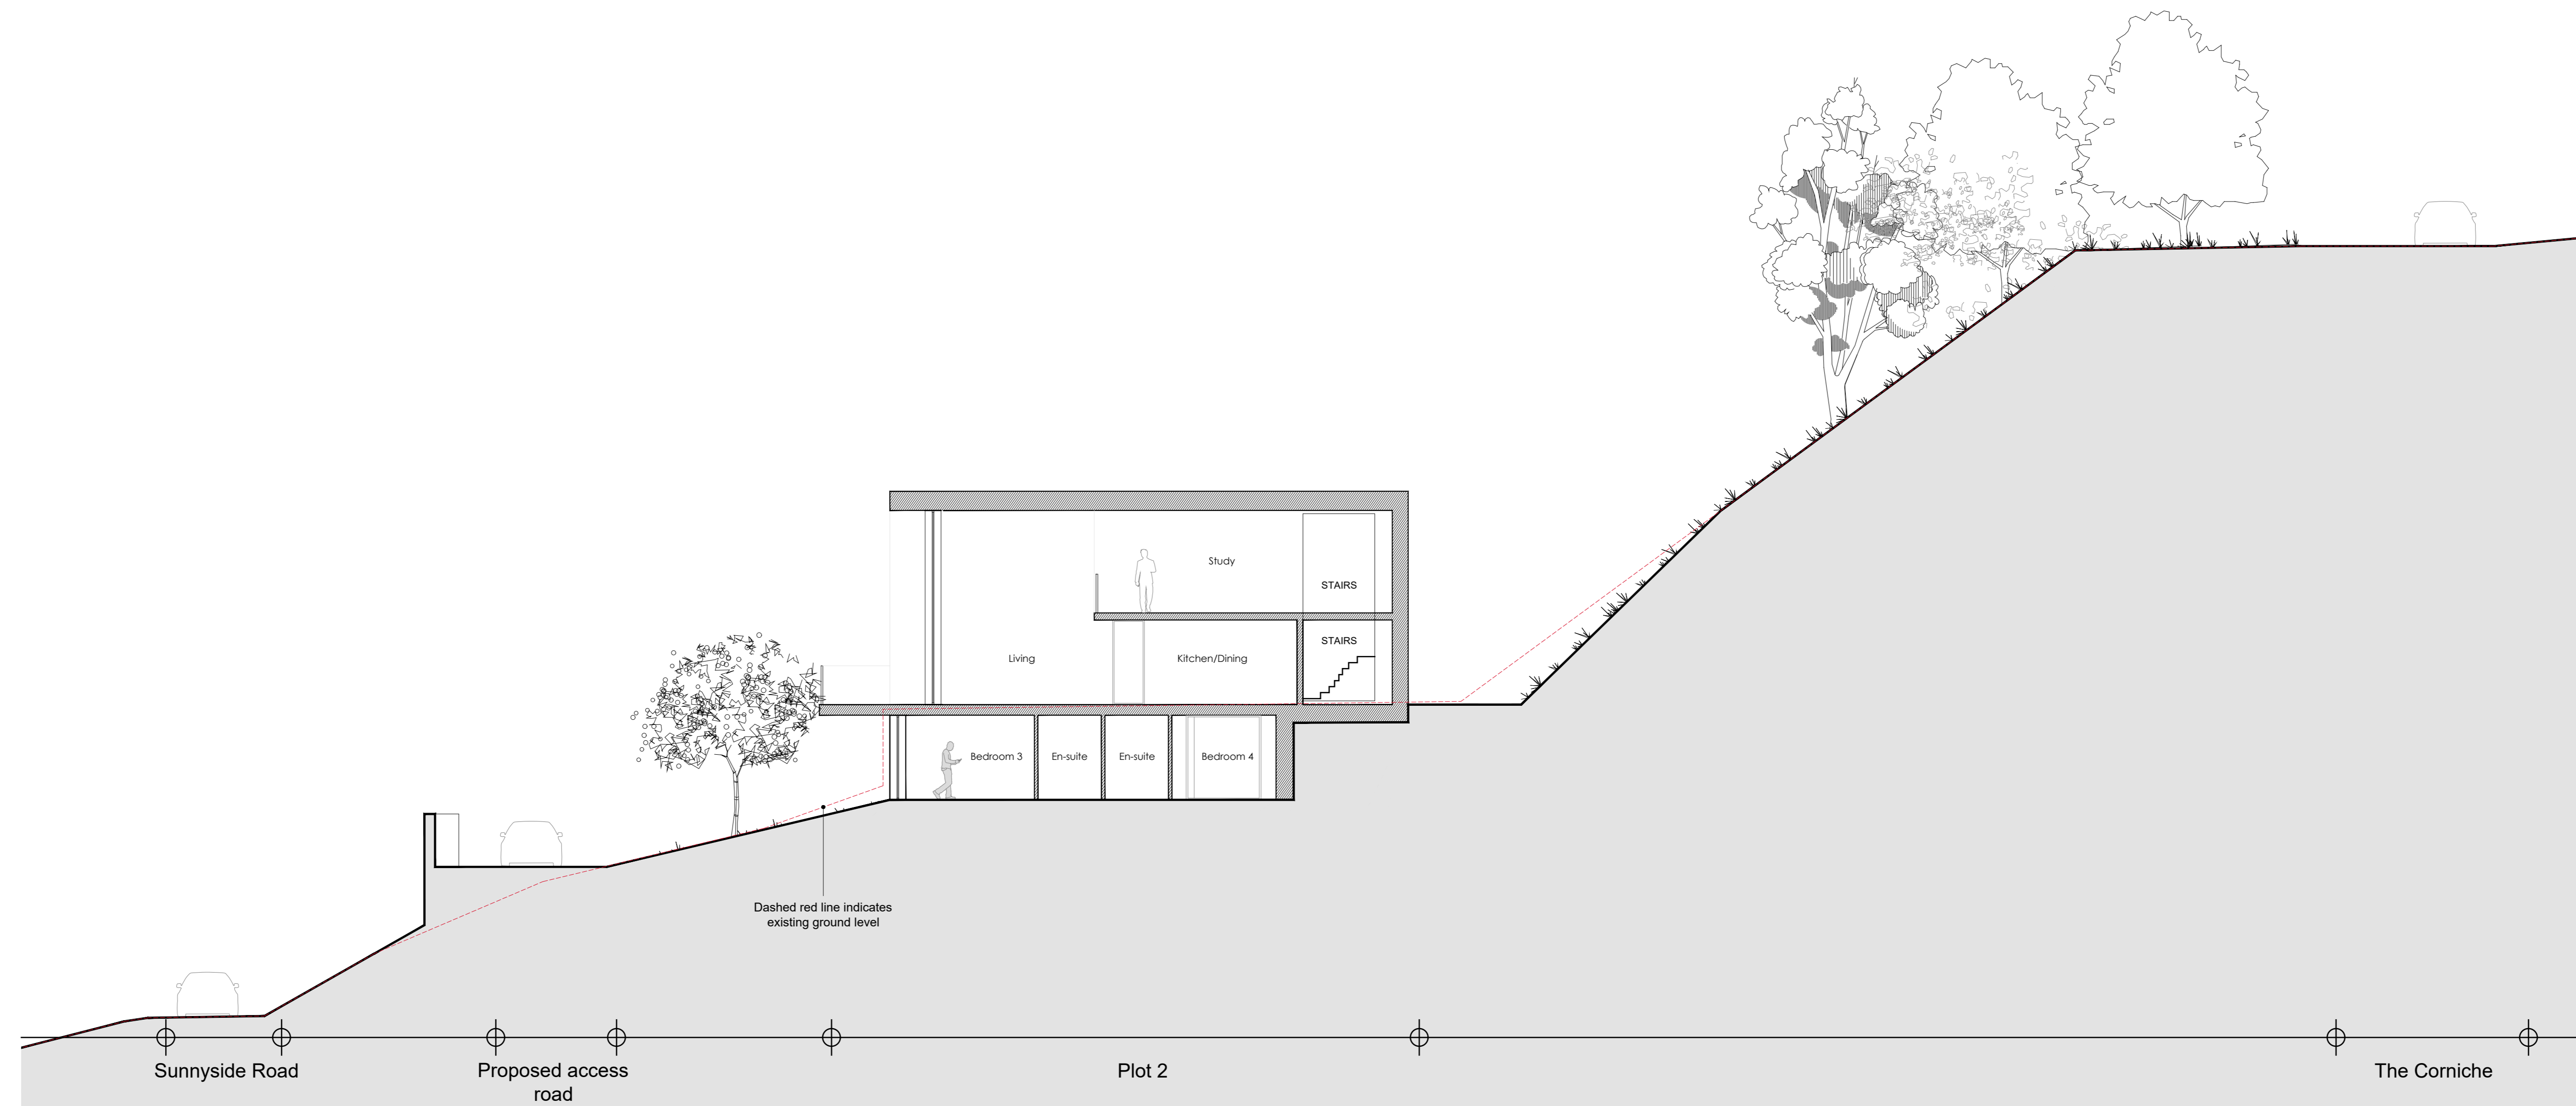 Study
STAIRS
STAIRS
Living
Kitchen/Dining
Bedroom 3
En-suite
En-suite
Bedroom 4
Dashed red line indicates
existing ground level
Sunnyside Road
Proposed access
road
Plot 2
The Corniche